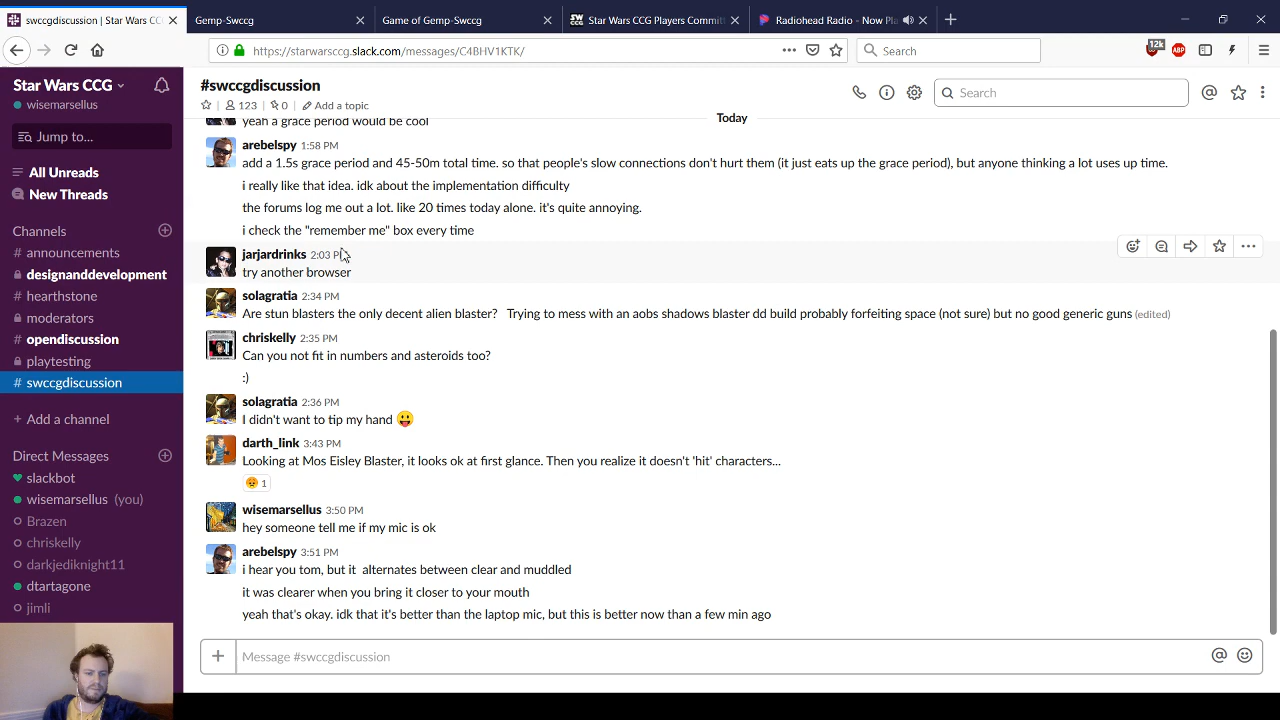 swccgdiscussion | Star Wars CC
Gemp-Swccg
Game of Gemp-Swccg
SW CCG
Star Wars CCG Players Committ
Radiohead Radio - Now Pla
https://starwarsccg.slack.com/messages/C4BHV1KTK/
Search
12k
ABP
Star Wars CCG
wisemarsellus
Jump to...
All Unreads
New Threads
Channels
# announcements
designanddevelopment
# hearthstone
moderators
# opendiscussion
playtesting
# swccgdiscussion
+ Add a channel
Direct Messages
slackbot
wisemarsellus (you)
Brazen
chriskelly
darkjediknight11
dtartagone
jimli
#swccgdiscussion
123
0
Add a topic
Search
Today
yeah a grace period would be cool
arebelspy 1:58 PM
add a 1.5s grace period and 45-50m total time. so that people's slow connections don't hurt them (it just eats up the grace period), but anyone thinking a lot uses up time.
i really like that idea. idk about the implementation difficulty
the forums log me out a lot. like 20 times today alone. it's quite annoying.
i check the "remember me" box every time
jarjardrinks 2:03 PM
try another browser
solagratia 2:34 PM
Are stun blasters the only decent alien blaster? Trying to mess with an aobs shadows blaster dd build probably forfeiting space (not sure) but no good generic guns (edited)
chriskelly 2:35 PM
Can you not fit in numbers and asteroids too?
:)
solagratia 2:36 PM
I didn't want to tip my hand 😛
darth_link 3:43 PM
Looking at Mos Eisley Blaster, it looks ok at first glance. Then you realize it doesn't 'hit' characters...
1
wisemarsellus 3:50 PM
hey someone tell me if my mic is ok
arebelspy 3:51 PM
i hear you tom, but it alternates between clear and muddled
it was clearer when you bring it closer to your mouth
yeah that's okay. idk that it's better than the laptop mic, but this is better now than a few min ago
Message #swccgdiscussion